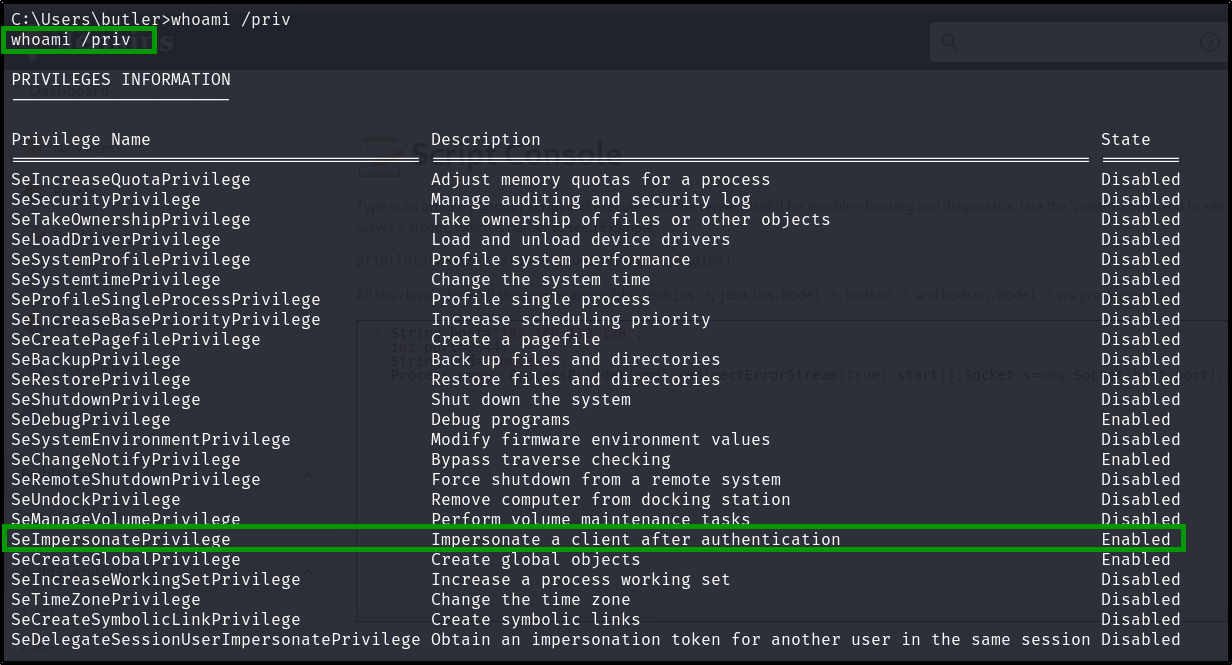 C:\Users\butler>whoami /priv
whoami /priv
PRIVILEGES INFORMATION
Privilege Name Description State
SeIncreaseQuotaPrivilege Adjust memory quotas for a process Disabled
SeSecurityPrivilege Manage auditing and security log Disabled
SeTakeOwnershipPrivilege Take ownership of files or other objects Disabled
SeLoadDriverPrivilege Load and unload device drivers Disabled
SeSystemProfilePrivilege Profile system performance Disabled
SeSystemtimePrivilege Change the system time Disabled
SeProfileSingleProcessPrivilege Profile single process Disabled
SeIncreaseBasePriorityPrivilege Increase scheduling priority Disabled
SeCreatePagefilePrivilege Create a pagefile Disabled
SeBackupPrivilege Back up files and directories Disabled
SeRestorePrivilege Restore files and directories Disabled
SeShutdownPrivilege Shut down the system Disabled
SeDebugPrivilege Debug programs Enabled
SeSystemEnvironmentPrivilege Modify firmware environment values Disabled
SeChangeNotifyPrivilege Bypass traverse checking Enabled
SeRemoteShutdownPrivilege Force shutdown from a remote system Disabled
SeUndockPrivilege Remove computer from docking station Disabled
SeManageVolumePrivilege Perform volume maintenance tasks Disabled
SeImpersonatePrivilege Impersonate a client after authentication Enabled
SeCreateGlobalPrivilege Create global objects Enabled
SeIncreaseWorkingSetPrivilege Increase a process working set Disabled
SeTimeZonePrivilege Change the time zone Disabled
SeCreateSymbolicLinkPrivilege Create symbolic links Disabled
SeDelegateSessionUserImpersonatePrivilege Obtain an impersonation token for another user in the same session Disabled
Script Console